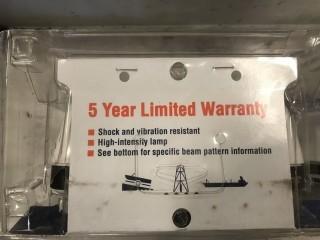 5 Year Limited Warranty
Shock and vibration resistant
High-intensity lamp
See bottom for specific beam pattern information